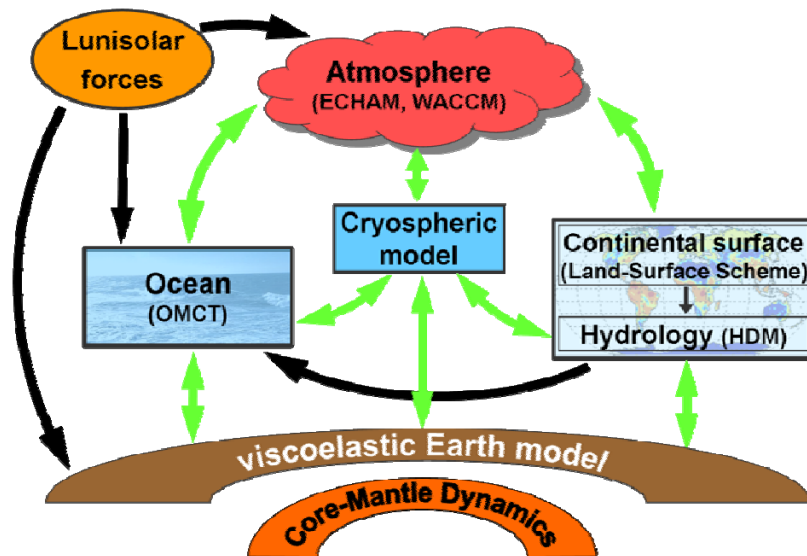 Lunisolar
forces
Atmosphere
(ECHAM, WACCM)
Cryospheric
model
Ocean
(OMCT)
Continental surface
(Land-Surface Scheme)
Hydrology (HDM)
viscoelastic Earth model
Core-Mantle Dynamics